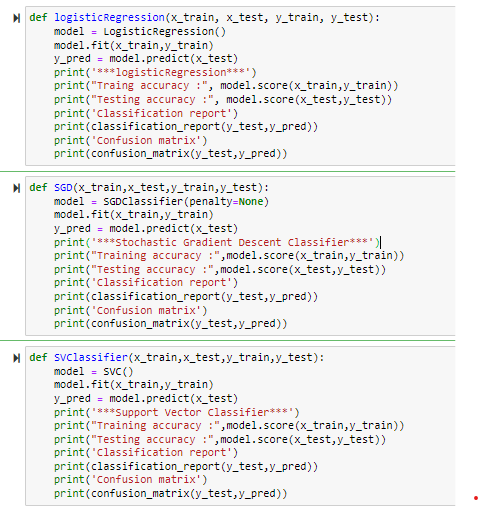 def logisticRegression(x_train, x_test, y_train, y_test):
    model = LogisticRegression()
    model.fit(x_train,y_train)
    y_pred = model.predict(x_test)
    print('***logisticRegression***')
    print("Traing accuracy :", model.score(x_train,y_train))
    print("Testing accuracy :", model.score(x_test,y_test))
    print('Classification report')
    print(classification_report(y_test,y_pred))
    print('Confusion matrix')
    print(confusion_matrix(y_test,y_pred))
def SGD(x_train,x_test,y_train,y_test):
    model = SGDClassifier(penalty=None)
    model.fit(x_train,y_train)
    y_pred = model.predict(x_test)
    print('***Stochastic Gradient Descent Classifier***')
    print("Training accuracy :",model.score(x_train,y_train))
    print("Testing accuracy :",model.score(x_test,y_test))
    print('Classification report')
    print(classification_report(y_test,y_pred))
    print('Confusion matrix')
    print(confusion_matrix(y_test,y_pred))
def SVClassifier(x_train,x_test,y_train,y_test):
    model = SVC()
    model.fit(x_train,y_train)
    y_pred = model.predict(x_test)
    print('***Support Vector Classifier***')
    print("Training accuracy :",model.score(x_train,y_train))
    print("Testing accuracy :",model.score(x_test,y_test))
    print('Classification report')
    print(classification_report(y_test,y_pred))
    print('Confusion matrix')
    print(confusion_matrix(y_test,y_pred))